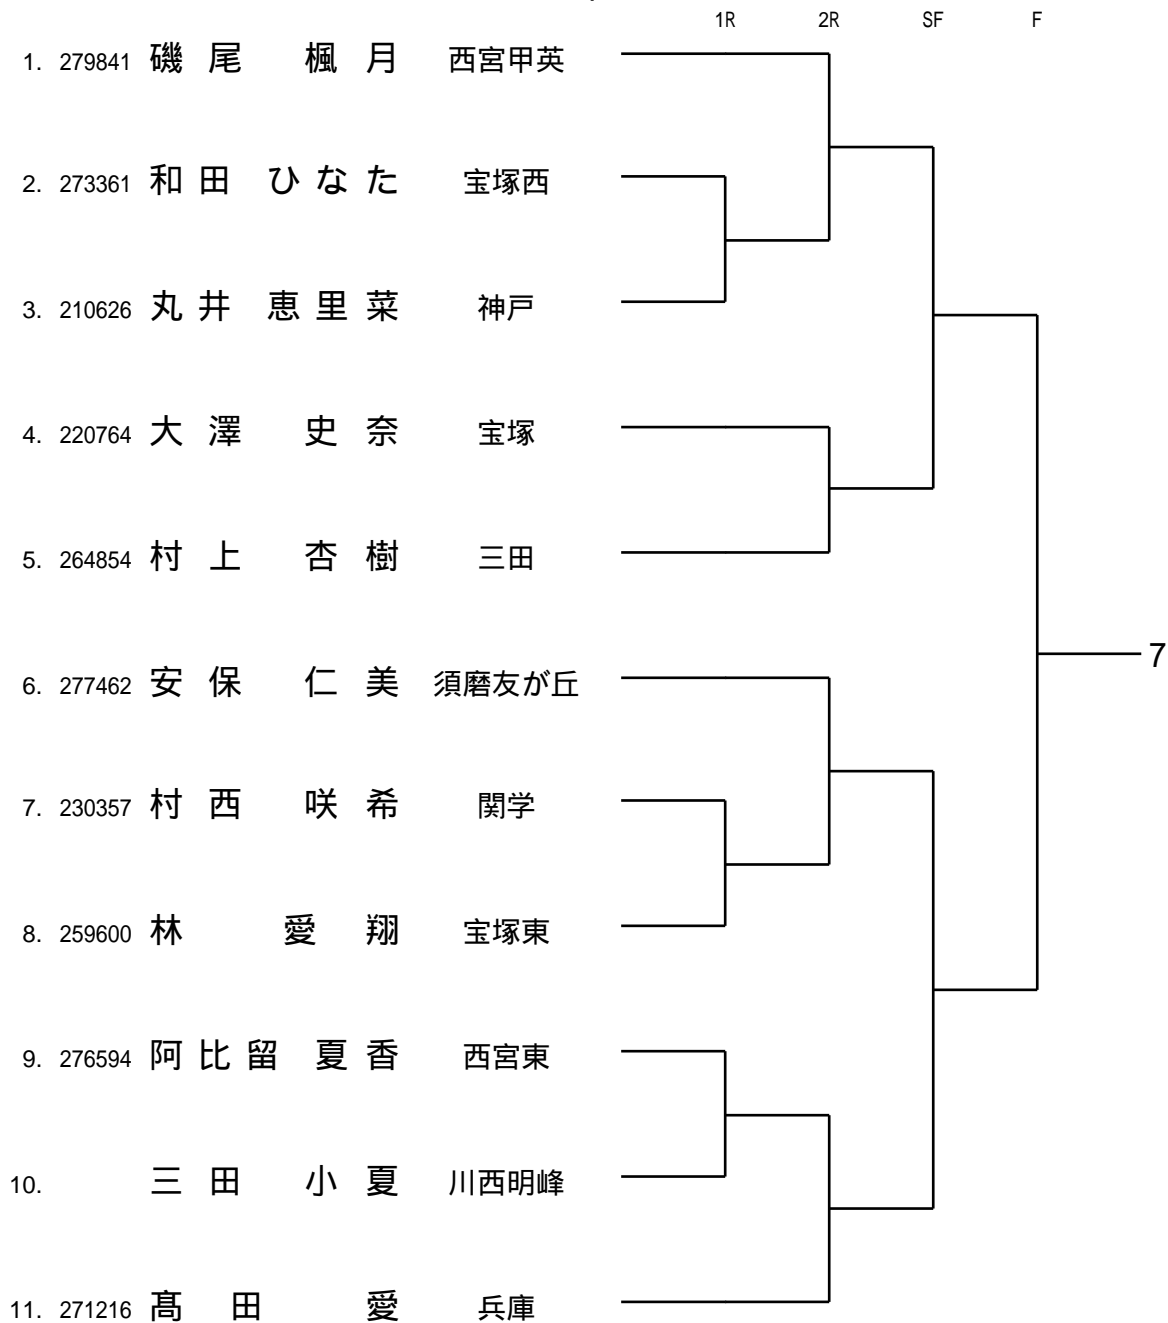 1R 2R SF F
1. 279841 磯尾 楓月 西宮甲英
2. 273361 和田 ひなた 宝塚西
3. 210626 丸井 恵里菜 神戸
4. 220764 大澤 史奈 宝塚
5. 264854 村上 杏樹 三田
6. 277462 安保 仁美 須磨友が丘
7
7. 230357 村西 咲希 関学
8. 259600 林 愛翔 宝塚東
9. 276594 阿比留 夏香 西宮東
10. 三田 小夏 川西明峰
11. 271216 髙田 愛 兵庫